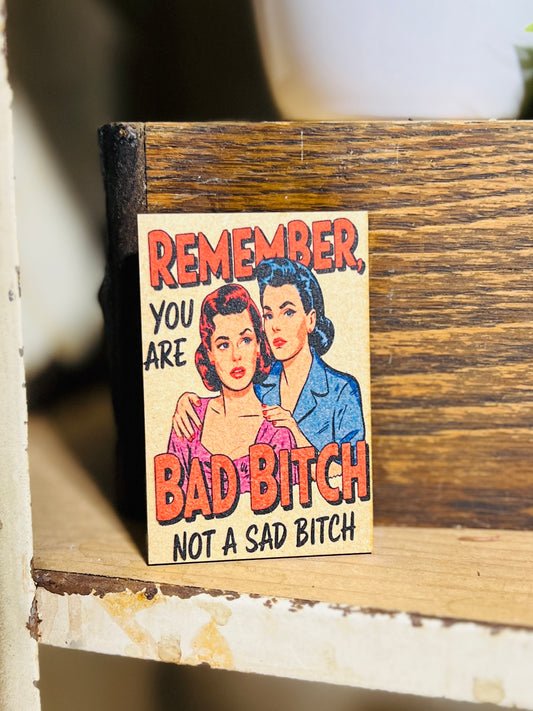 REMEMBER,
YOU
ARE
BAD BITCH
NOT A SAD BITCH